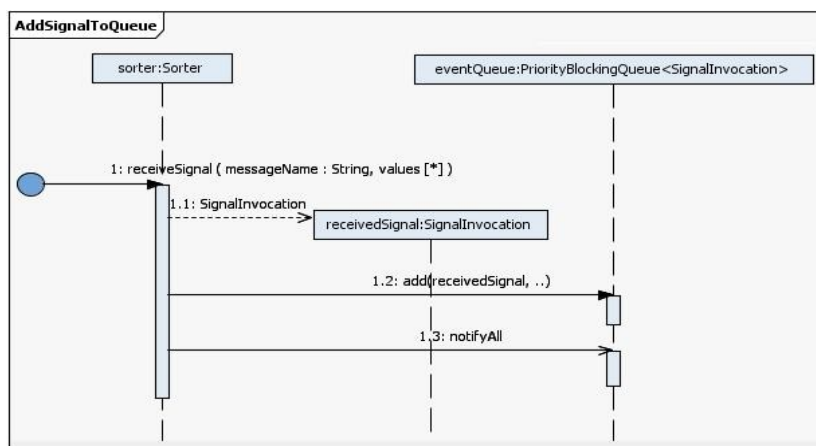 AddSignalToQueue
sorter:Sorter
eventQueue:PriorityBlockingQueue<SignalInvocation>
1: receiveSignal ( messageName : String, values [*] )
1.1: SignalInvocation
receivedSignal:SignalInvocation
1.2: add(receivedSignal, ..)
1.3: notifyAll